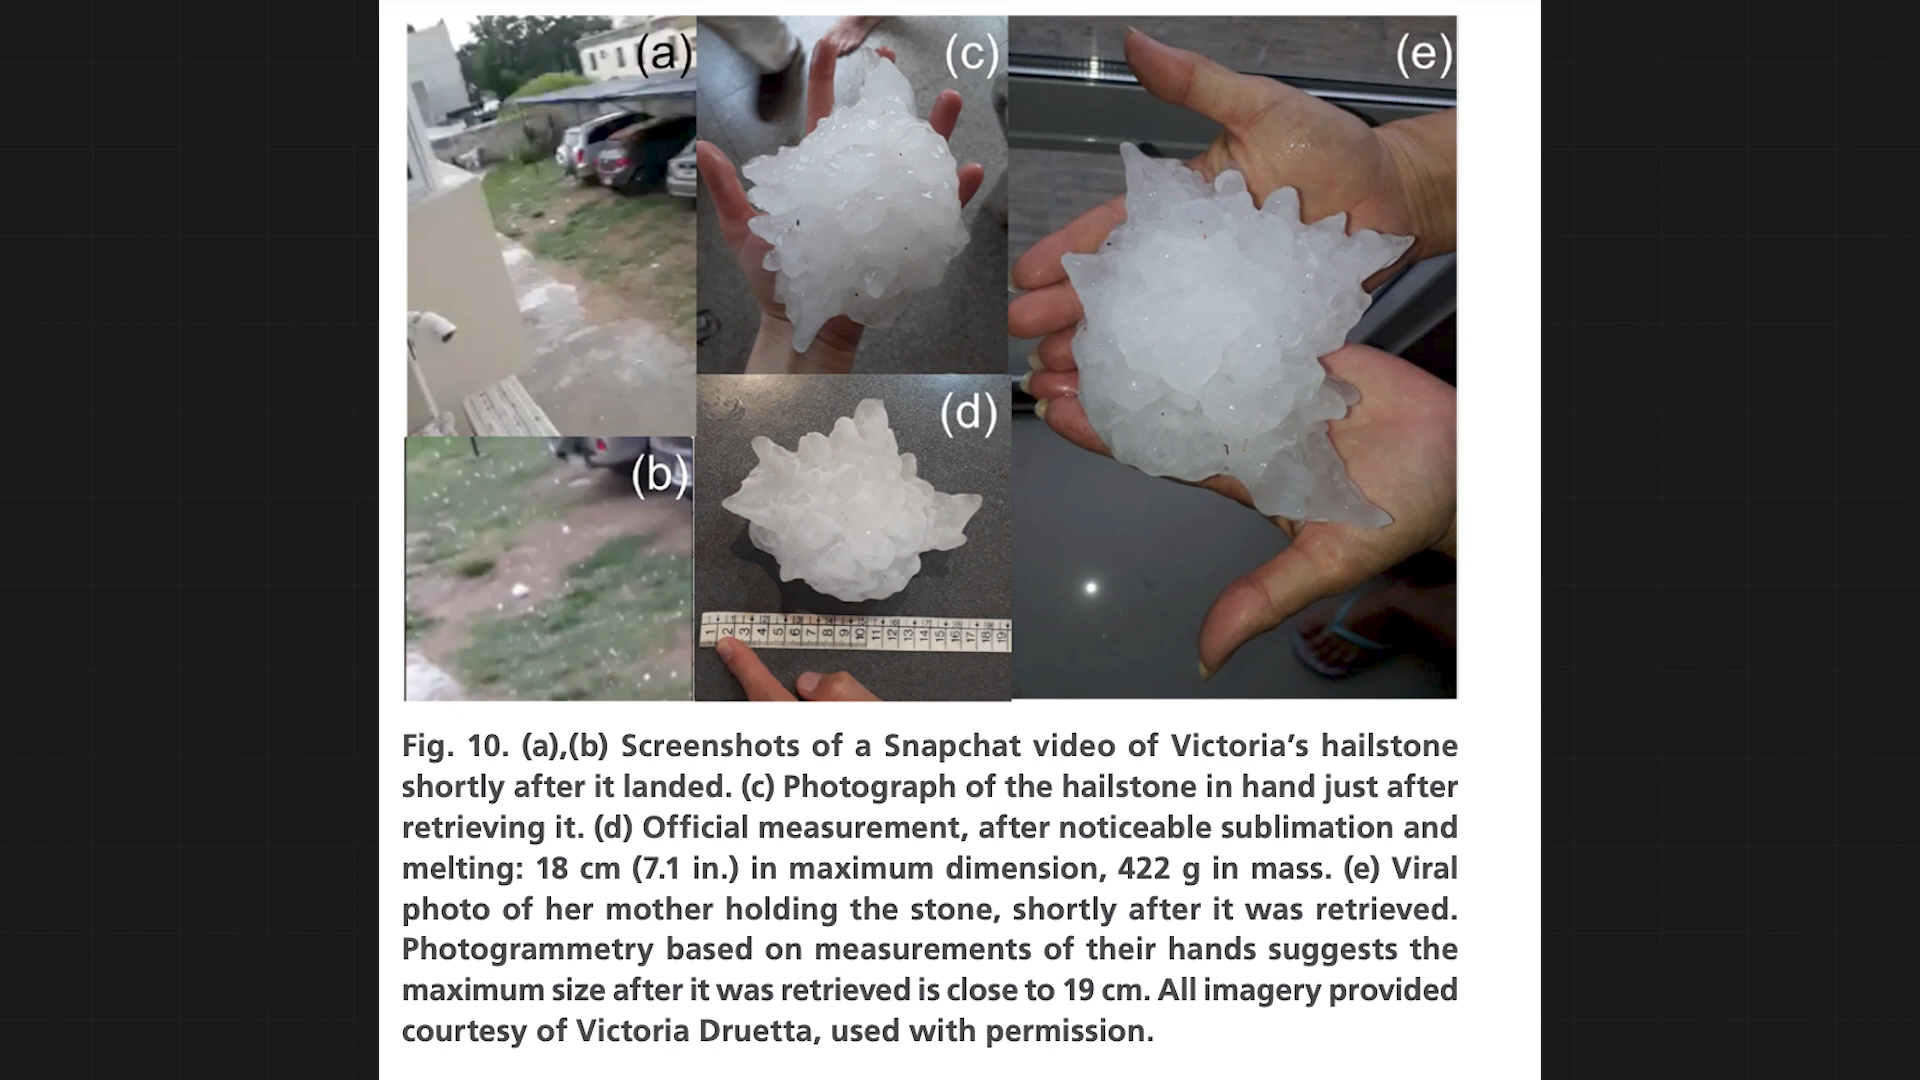 (a)
(c)
(e)
(b)
(d)
1 2 3 4 5 6 7 8 9 10 11 12 13 14 15 16 17 18 19
Fig. 10. (a),(b) Screenshots of a Snapchat video of Victoria’s hailstone
shortly after it landed. (c) Photograph of the hailstone in hand just after
retrieving it. (d) Official measurement, after noticeable sublimation and
melting: 18 cm (7.1 in.) in maximum dimension, 422 g in mass. (e) Viral
photo of her mother holding the stone, shortly after it was retrieved.
Photogrammetry based on measurements of their hands suggests the
maximum size after it was retrieved is close to 19 cm. All imagery provided
courtesy of Victoria Druetta, used with permission.